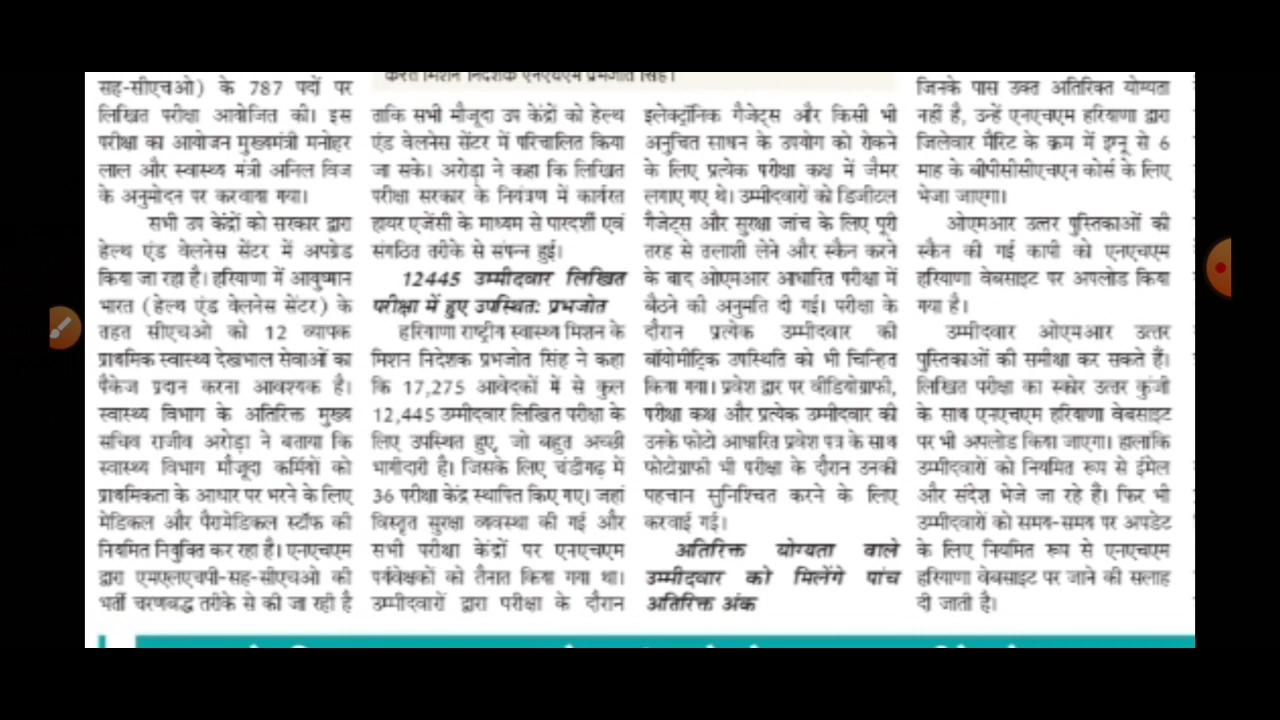 करते मिशन निदेशक एनएचएम प्रभजोत सिंह।
सह-सीएचओ) के 787 पदों पर
लिखित परीक्षा आयोजित की। इस
परीक्षा का आयोजन मुख्यमंत्री मनोहर
लाल और स्वास्थ्य मंत्री अनिल विज
के अनुमोदन पर करवाया गया।
सभी उप केंद्रों को सरकार द्वारा
हेल्थ एंड वेलनेस सेंटर में अपग्रेड
किया जा रहा है। हरियाणा में आयुष्मान
भारत (हेल्थ एंड वेलनेस सेंटर) के
तहत सीएचओ को 12 व्यापक
प्राथमिक स्वास्थ्य देखभाल सेवाओं का
पैकेज प्रदान करना आवश्यक है।
स्वास्थ्य विभाग के अतिरिक्त मुख्य
सचिव राजीव अरोड़ा ने बताया कि
स्वास्थ्य विभाग मौजूदा कर्मियों को
प्राथमिकता के आधार पर भरने के लिए
मेडिकल और पैरामेडिकल स्टॉफ की
नियमित नियुक्ति कर रहा है। एनएचएम
द्वारा एमएलएचपी-सह-सीएचओ की
भर्ती चरणबद्ध तरीके से की जा रही है
ताकि सभी मौजूदा उप केंद्रों को हेल्थ
एंड वेलनेस सेंटर में परिचालित किया
जा सके। अरोड़ा ने कहा कि लिखित
परीक्षा सरकार के नियंत्रण में कार्यरत
हायर एजेंसी के माध्यम से पारदर्शी एवं
संगठित तरीके से संपन्न हुई।
12445 उम्मीदवार लिखित
परीक्षा में हुए उपस्थित: प्रभजोत
हरियाणा राष्ट्रीय स्वास्थ्य मिशन के
मिशन निदेशक प्रभजोत सिंह ने कहा
कि 17,275 आवेदकों में से कुल
12,445 उम्मीदवार लिखित परीक्षा के
लिए उपस्थित हुए, जो बहुत अच्छी
भागीदारी है। जिसके लिए चंडीगढ़ में
36 परीक्षा केंद्र स्थापित किए गए। जहां
विस्तृत सुरक्षा व्यवस्था की गई और
सभी परीक्षा केंद्रों पर एनएचएम
पर्यवेक्षकों को तैनात किया गया था।
उम्मीदवारों द्वारा परीक्षा के दौरान
इलेक्ट्रॉनिक गैजेट्स और किसी भी
अनुचित साधन के उपयोग को रोकने
के लिए प्रत्येक परीक्षा कक्ष में जैमर
लगाए गए थे। उम्मीदवारों को डिजीटल
गैजेट्स और सुरक्षा जांच के लिए पूरी
तरह से तलाशी लेने और स्कैन करने
के बाद ओएमआर आधारित परीक्षा में
बैठने की अनुमति दी गई। परीक्षा के
दौरान प्रत्येक उम्मीदवार की
बॉयोमीट्रिक उपस्थिति को भी चिन्हित
किया गया। प्रवेश द्वार पर वीडियोग्राफी,
परीक्षा कक्ष और प्रत्येक उम्मीदवार की
उनके फोटो आधारित प्रवेश पत्र के साथ
फोटोग्राफी भी परीक्षा के दौरान उनकी
पहचान सुनिश्चित करने के लिए
करवाई गई।
अतिरिक्त योग्यता वाले
उम्मीदवार को मिलेंगे पांच
अतिरिक्त अंक
जिनके पास उक्त अतिरिक्त योग्यता
नहीं है, उन्हें एनएचएम हरियाणा द्वारा
जिलेवार मैरिट के क्रम में इग्नू से 6
माह के बीपीसीसीएचएन कोर्स के लिए
भेजा जाएगा।
ओएमआर उत्तर पुस्तिकाओं की
स्कैन की गई कापी को एनएचएम
हरियाणा वेबसाइट पर अपलोड किया
गया है।
उम्मीदवार ओएमआर उत्तर
पुस्तिकाओं की समीक्षा कर सकते हैं।
लिखित परीक्षा का स्कोर उत्तर कुंजी
के साथ एनएचएम हरियाणा वेबसाइट
पर भी अपलोड किया जाएगा। हालांकि
उम्मीदवारों को नियमित रूप से ईमेल
और संदेश भेजे जा रहे हैं। फिर भी
उम्मीदवारों को समय-समय पर अपडेट
के लिए नियमित रूप से एनएचएम
हरियाणा वेबसाइट पर जाने की सलाह
दी जाती है।